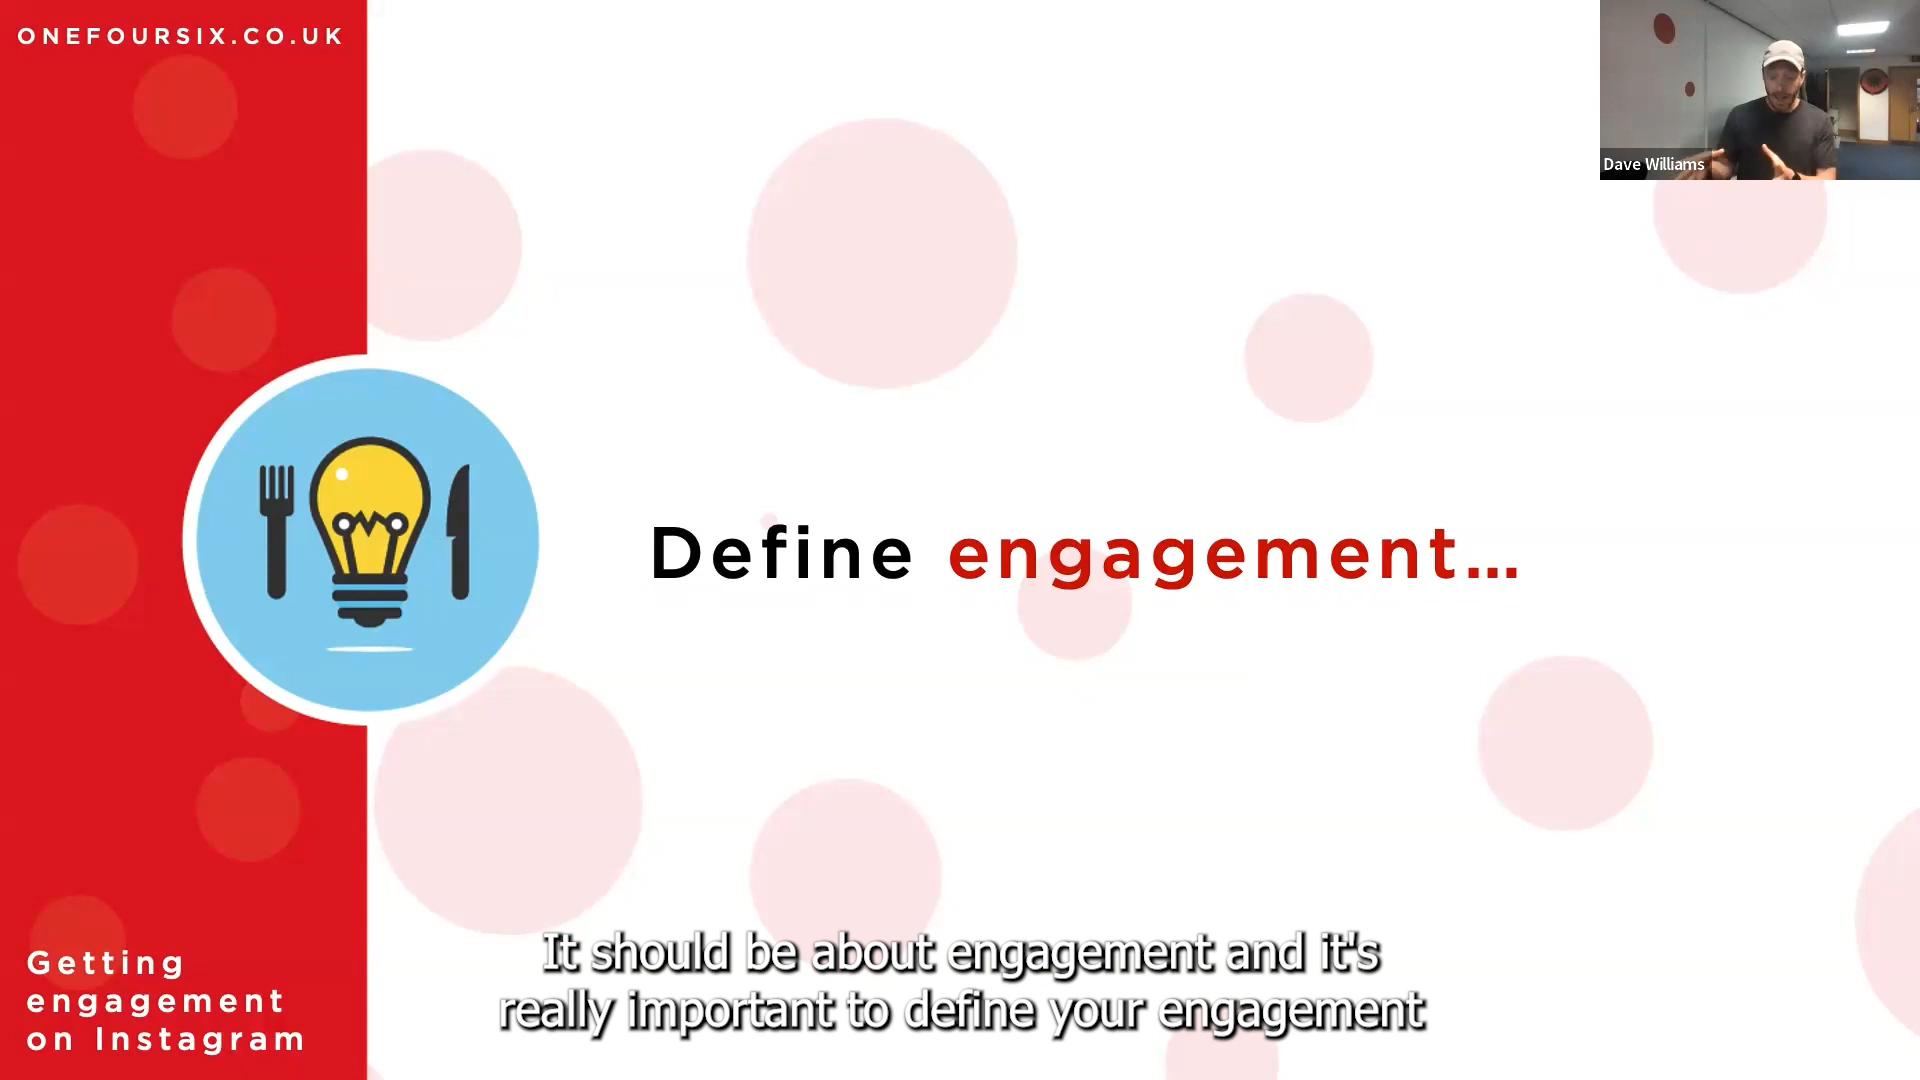 ONEFOURSIX.CO.UK
Dave Williams
Define engagement...
Getting
engagement
on Instagram
It should be about engagement and it's
really important to define your engagement